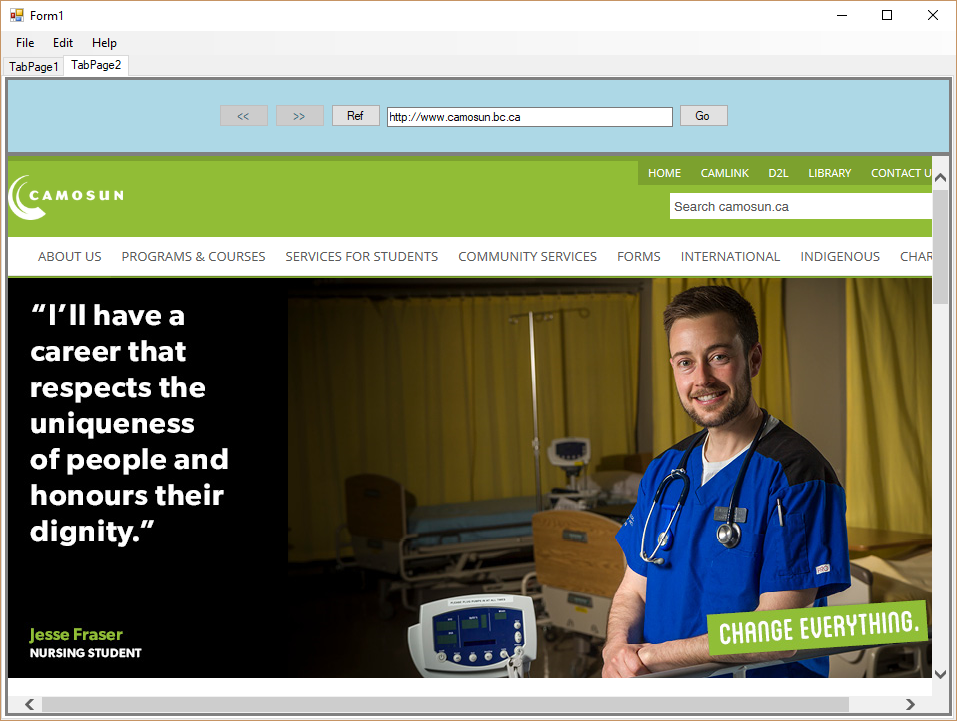 Form1
File Edit Help
TabPage1 TabPage2
<< >> Ref http://www.camosun.bc.ca Go
HOME CAMLINK D2L LIBRARY CONTACT U
CAMOSUN
Search camosun.ca
ABOUT US PROGRAMS & COURSES SERVICES FOR STUDENTS COMMUNITY SERVICES FORMS INTERNATIONAL INDIGENOUS CHAR
“I’ll have a
career that
respects the
uniqueness
of people and
honours their
dignity.”
Jesse Fraser
NURSING STUDENT
CHANGE EVERYTHING.